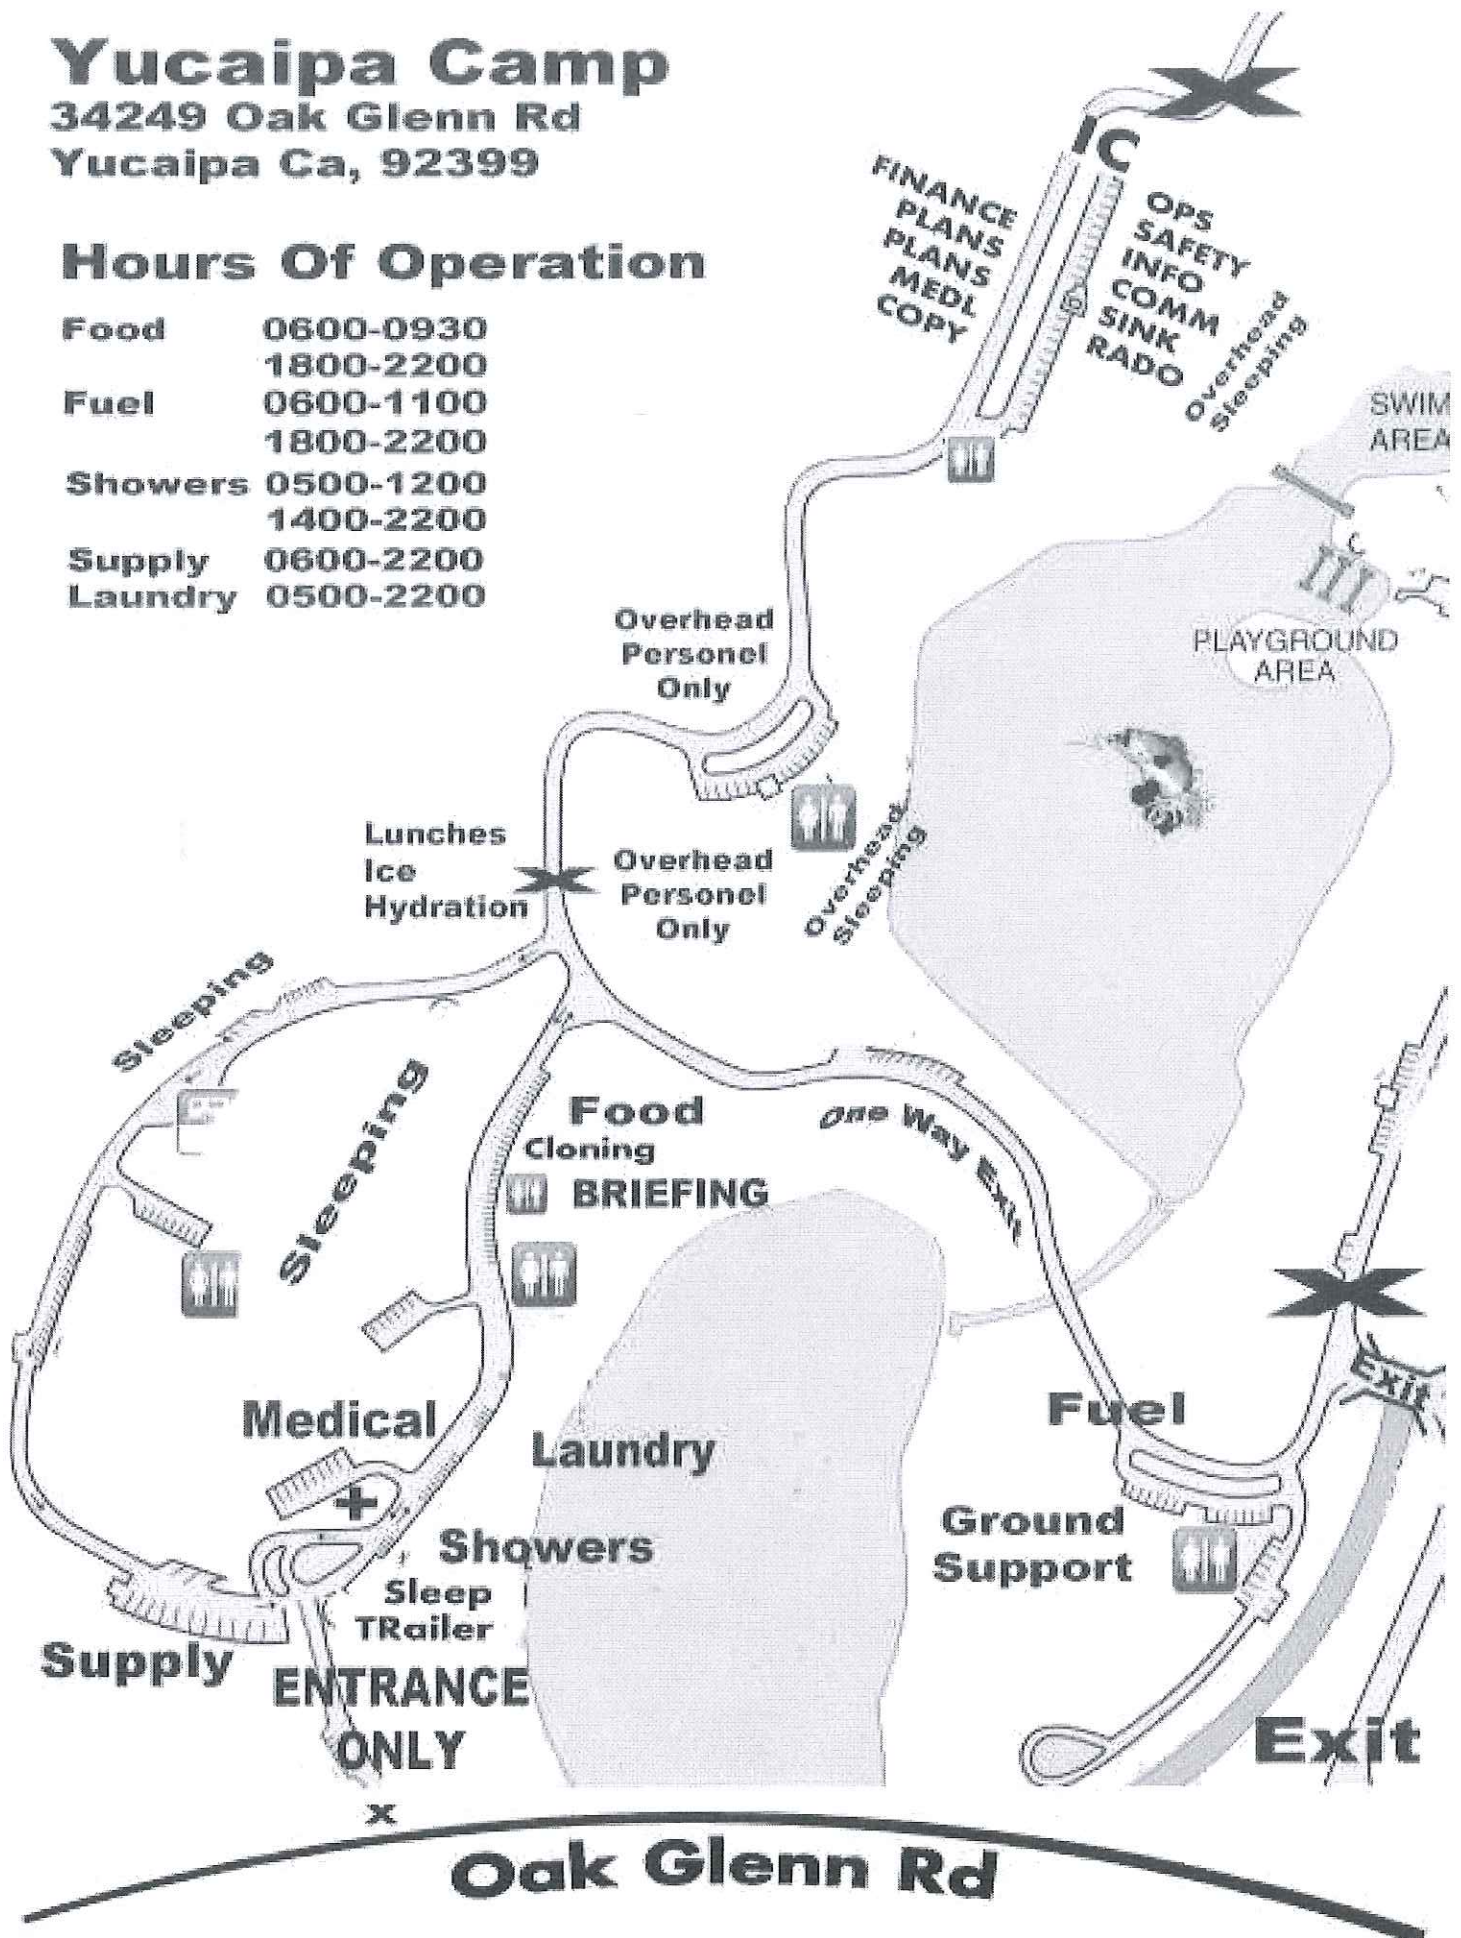 Yucaipa Camp
34249 Oak Glenn Rd
Yucaipa Ca, 92399
Hours Of Operation
Food 0600-0930
1800-2200
Fuel 0600-1100
1800-2200
Showers 0500-1200
1400-2200
Supply 0600-2200
Laundry 0500-2200
IC
FINANCE
PLANS
PLANS
MEDL
COPY
OPS
SAFETY
INFO
COMM
SINK
RADO
Overhead
Sleeping
SWIM
AREA
PLAYGROUND
AREA
Overhead
Personel
Only
Lunches
Ice
Hydration
Overhead
Personel
Only
Overhead
Sleeping
Sleeping
Sleeping
Food
Cloning
BRIEFING
One Way Exit
Medical
Laundry
Fuel
Exit
Ground
Support
Showers
Sleep
TRailer
Supply
ENTRANCE
ONLY
Exit
x
Oak Glenn Rd